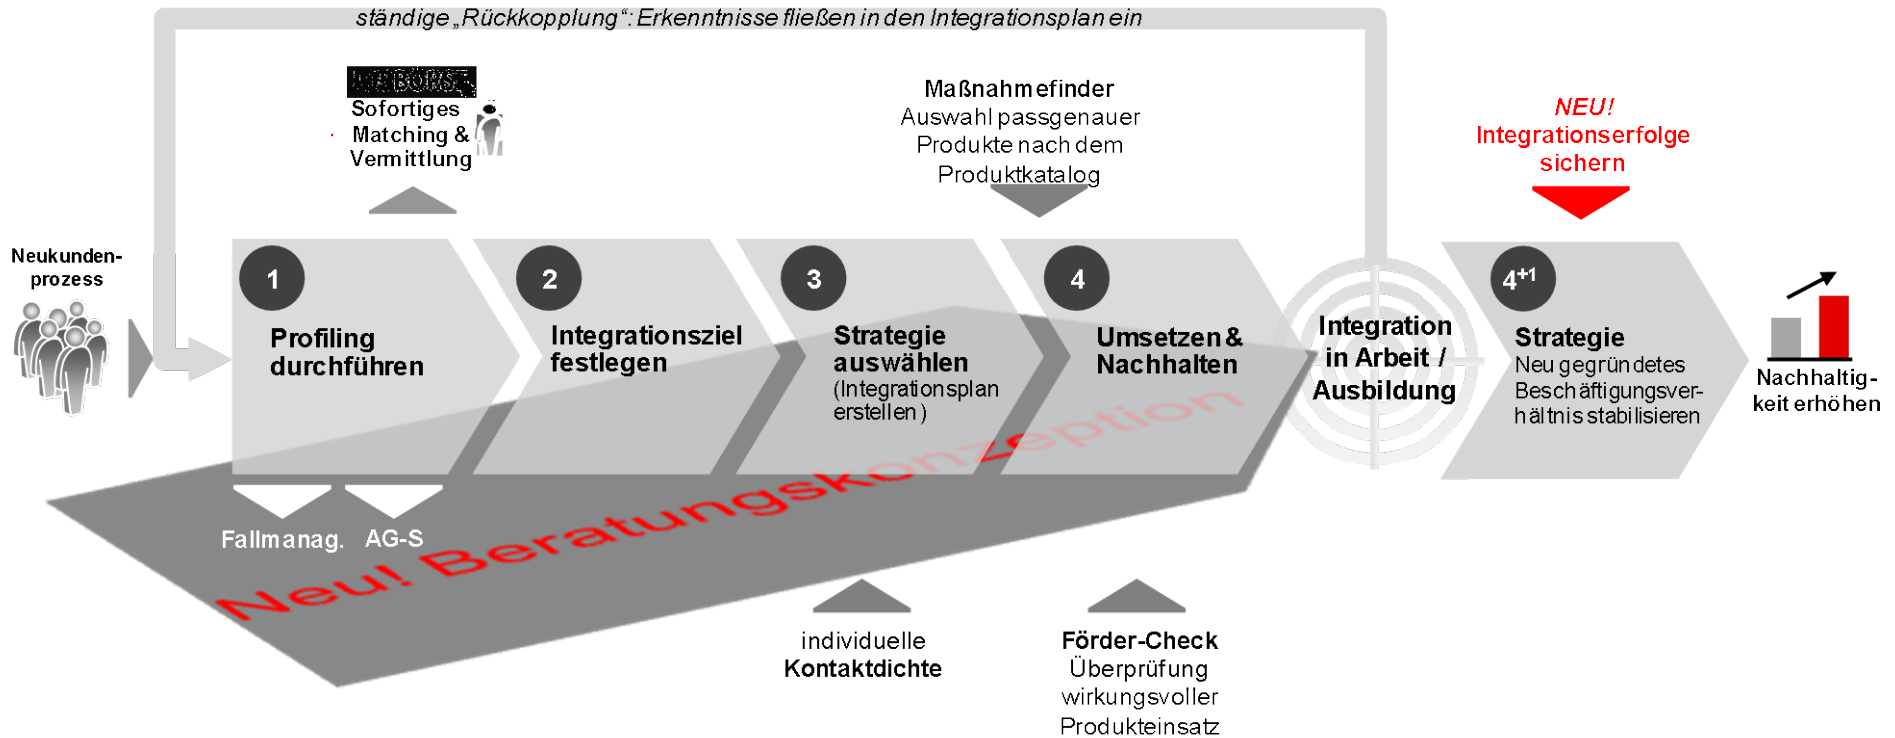 ständige „Rückkopplung“: Erkenntnisse fließen in den Integrationsplan ein
Sofortiges
Matching &
Vermittlung
Maßnahmefinder
Auswahl passgenauer
Produkte nach dem
Produktkatalog
NEU!
Integrationserfolge
sichern
Neukunden-
prozess
1
Profiling
durchführen
2
Integrationsziel
festlegen
3
Strategie
auswählen
(Integrationsplan
erstellen)
4
Umsetzen &
Nachhalten
Integration
in Arbeit /
Ausbildung
4+1
Strategie
Neu gegründetes
Beschäftigungsver-
hältnis stabilisieren
Nachhaltig-
keit erhöhen
Fallmanag.
AG-S
Neu! Beratungskonzeption
individuelle
Kontaktdichte
Förder-Check
Überprüfung
wirkungsvoller
Produkteinsatz